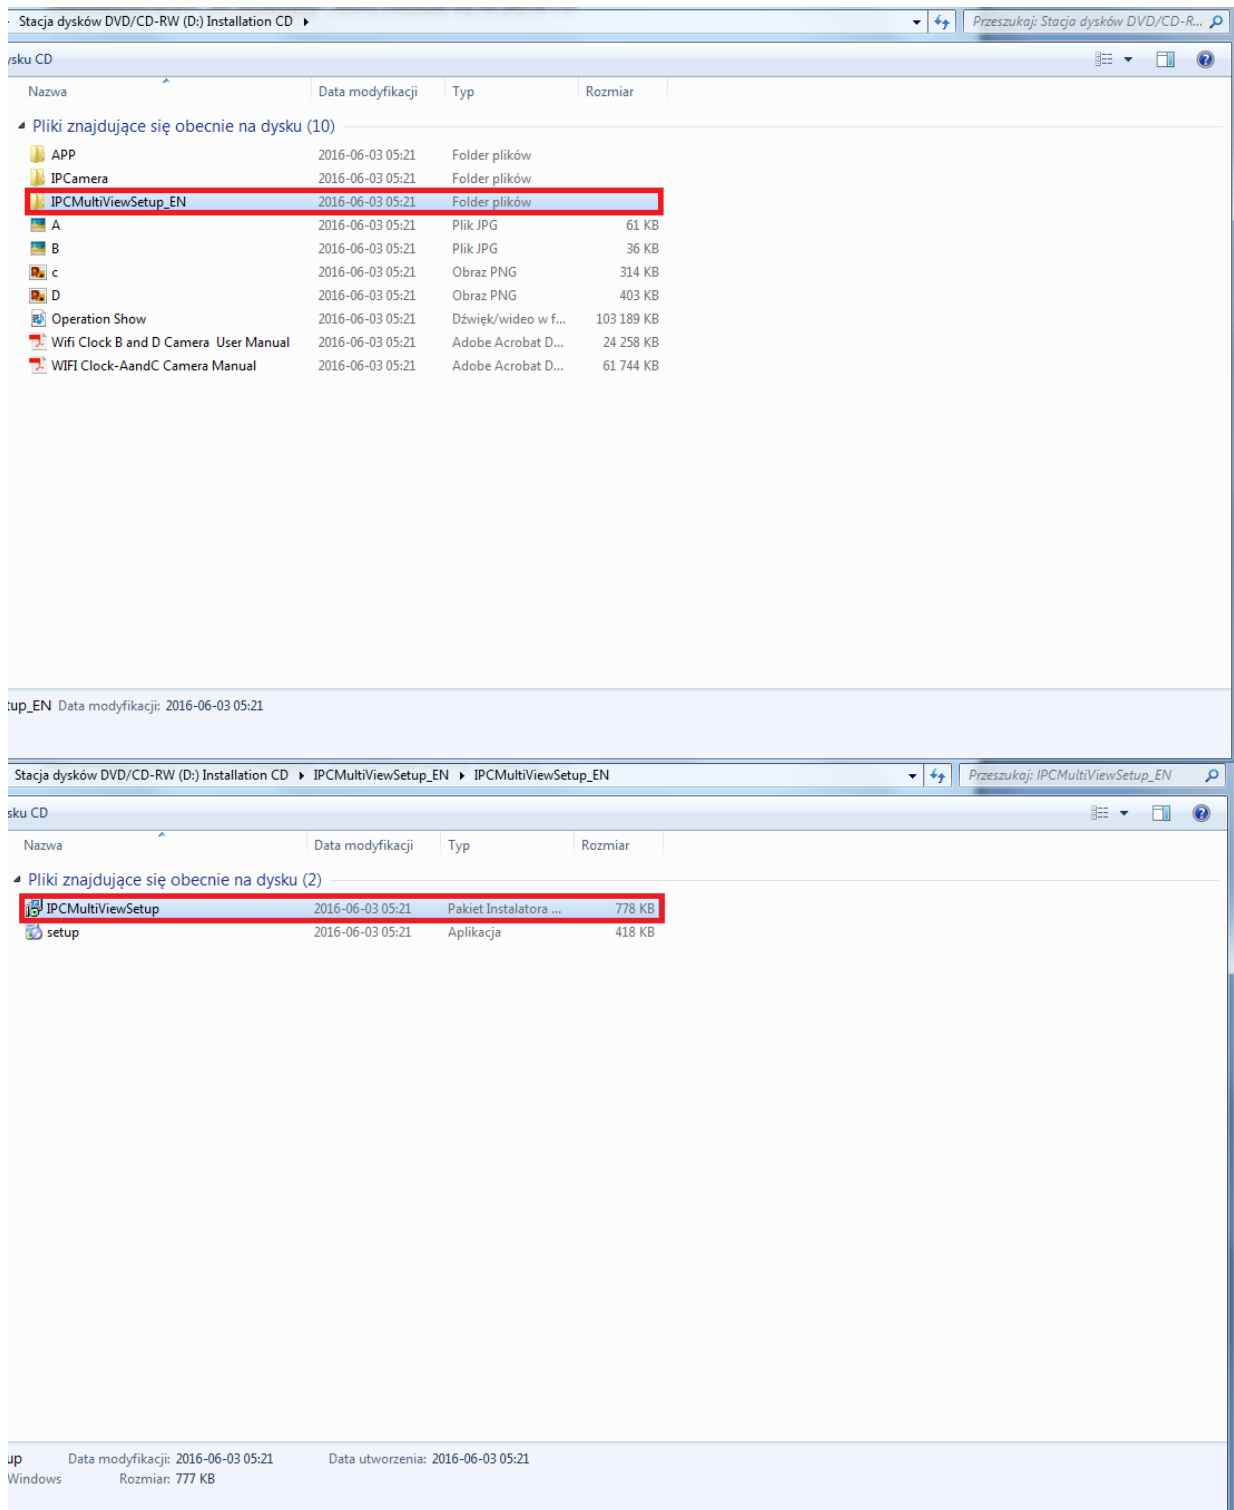 Stacja dysków DVD/CD-RW (D:) Installation CD
Przeszukaj: Stacja dysków DVD/CD-R...
ysku CD
Nazwa Data modyfikacji Typ Rozmiar
Pliki znajdujące się obecnie na dysku (10)
APP 2016-06-03 05:21 Folder plików
IPCamera 2016-06-03 05:21 Folder plików
IPCMultiViewSetup_EN 2016-06-03 05:21 Folder plików
A 2016-06-03 05:21 Plik JPG 61 KB
B 2016-06-03 05:21 Plik JPG 36 KB
c 2016-06-03 05:21 Obraz PNG 314 KB
D 2016-06-03 05:21 Obraz PNG 403 KB
Operation Show 2016-06-03 05:21 Dźwięk/wideo w f... 103 189 KB
Wifi Clock B and D Camera User Manual 2016-06-03 05:21 Adobe Acrobat D... 24 258 KB
WIFI Clock-AandC Camera Manual 2016-06-03 05:21 Adobe Acrobat D... 61 744 KB
tup_EN Data modyfikacji: 2016-06-03 05:21
Stacja dysków DVD/CD-RW (D:) Installation CD IPCMultiViewSetup_EN IPCMultiViewSetup_EN
Przeszukaj: IPCMultiViewSetup_EN
sku CD
Nazwa Data modyfikacji Typ Rozmiar
Pliki znajdujące się obecnie na dysku (2)
IPCMultiViewSetup 2016-06-03 05:21 Pakiet Instalatora ... 778 KB
setup 2016-06-03 05:21 Aplikacja 418 KB
up Data modyfikacji: 2016-06-03 05:21 Data utworzenia: 2016-06-03 05:21
Windows Rozmiar: 777 KB